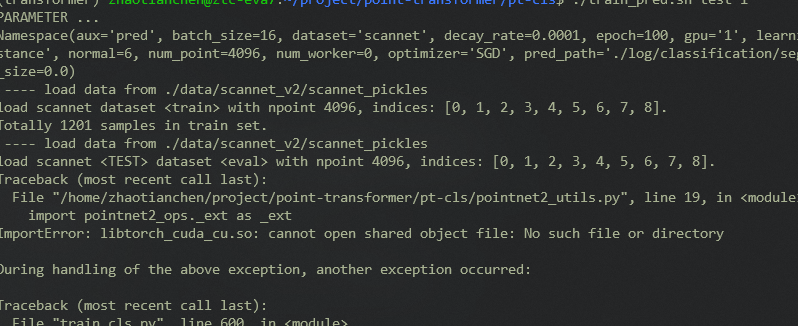 (transformer) zhaotianchen@ztc-eva7:~/project/point-transformer/pt-cls$ ./train_pred.sh test 1
PARAMETER ...
Namespace(aux='pred', batch_size=16, dataset='scannet', decay_rate=0.0001, epoch=100, gpu='1', learni
stance', normal=6, num_point=4096, num_worker=0, optimizer='SGD', pred_path='./log/classification/seg
_size=0.0)
---- load data from ./data/scannet_v2/scannet_pickles
load scannet dataset <train> with npoint 4096, indices: [0, 1, 2, 3, 4, 5, 6, 7, 8].
Totally 1201 samples in train set.
---- load data from ./data/scannet_v2/scannet_pickles
load scannet <TEST> dataset <eval> with npoint 4096, indices: [0, 1, 2, 3, 4, 5, 6, 7, 8].
Traceback (most recent call last):
File "/home/zhaotianchen/project/point-transformer/pt-cls/pointnet2_utils.py", line 19, in <module
import pointnet2_ops._ext as _ext
ImportError: libtorch_cuda_cu.so: cannot open shared object file: No such file or directory
During handling of the above exception, another exception occurred:
Traceback (most recent call last):
File "train_cls.py", line 600, in <module>